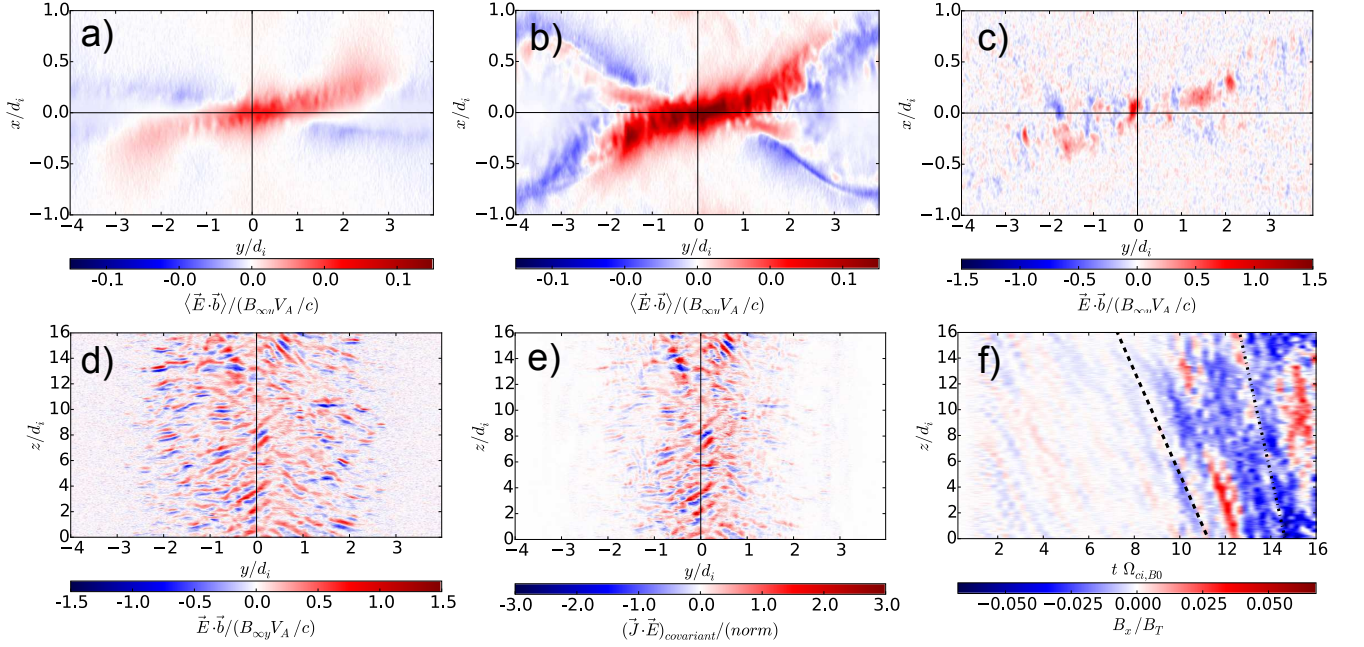 a)
b)
c)
x/d_i
1.0
0.5
0.0
−0.5
−1.0
−4 −3 −2 −1 0 1 2 3
y/d_i
-0.1 -0.0 0.0 0.1
⟨E⃗·b⃗⟩/(B_{∞y}V_A/c)
x/d_i
1.0
0.5
0.0
−0.5
−1.0
−4 −3 −2 −1 0 1 2 3
y/d_i
-0.1 -0.0 0.0 0.1
⟨E⃗·b⃗⟩/(B_{∞y}V_A/c)
x/d_i
1.0
0.5
0.0
−0.5
−1.0
−4 −3 −2 −1 0 1 2 3
y/d_i
-1.5 -1.0 -0.5 0.0 0.5 1.0 1.5
E⃗·b⃗/(B_{∞y}V_A/c)
d)
e)
f)
z/d_i
16
14
12
10
8
6
4
2
0
−4 −3 −2 −1 0 1 2 3
y/d_i
-1.5 -1.0 -0.5 0.0 0.5 1.0 1.5
E⃗·b⃗/(B_{∞y}V_A/c)
z/d_i
16
14
12
10
8
6
4
2
0
−4 −3 −2 −1 0 1 2 3
y/d_i
-3.0 -2.0 -1.0 0.0 1.0 2.0 3.0
(J⃗·E⃗)_{covariant}/(norm)
z/d_i
16
14
12
10
8
6
4
2
0
2 4 6 8 10 12 14 16
t Ω_{ci,B0}
-0.050 -0.025 0.000 0.025 0.050
B_x/B_T